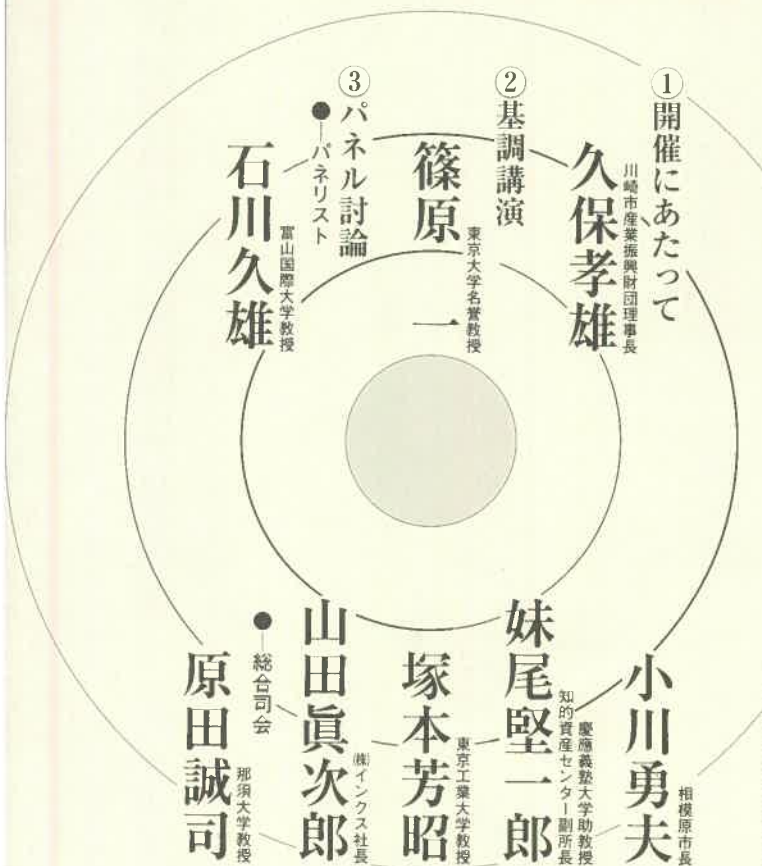 ①開催にあたって
川崎市産業振興財団理事長
久保孝雄
②基調講演
東京大学名誉教授
篠原 一
③パネル討論
●―パネリスト
富山国際大学教授
石川久雄
相模原市長
小川勇夫
慶應義塾大学助教授
知的資産センター副所長
妹尾堅一郎
東京工業大学教授
塚本芳昭
㈱インクス社長
山田眞次郎
●―総合司会
那須大学教授
原田誠司